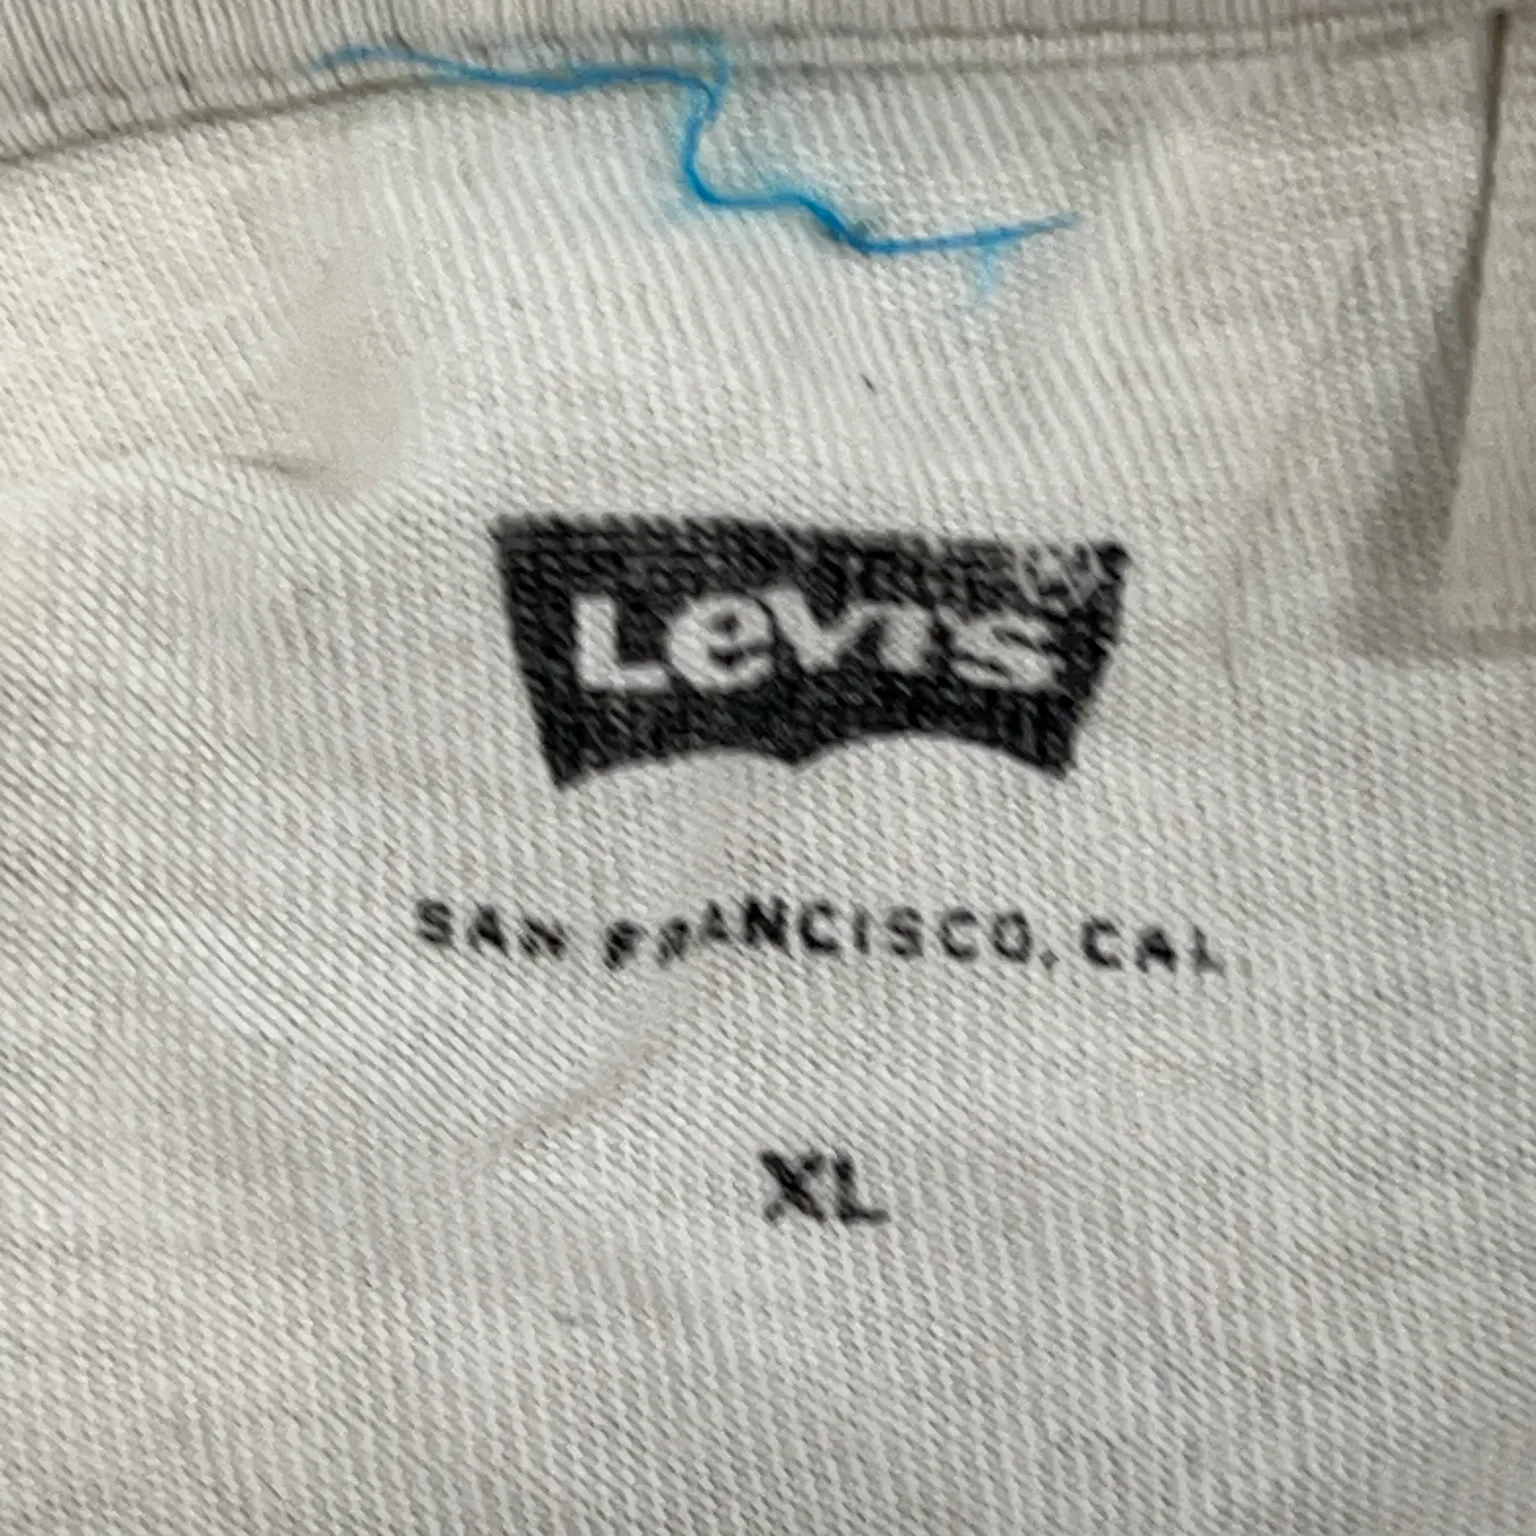 Levi's
SAN FRANCISCO, CAL
XL